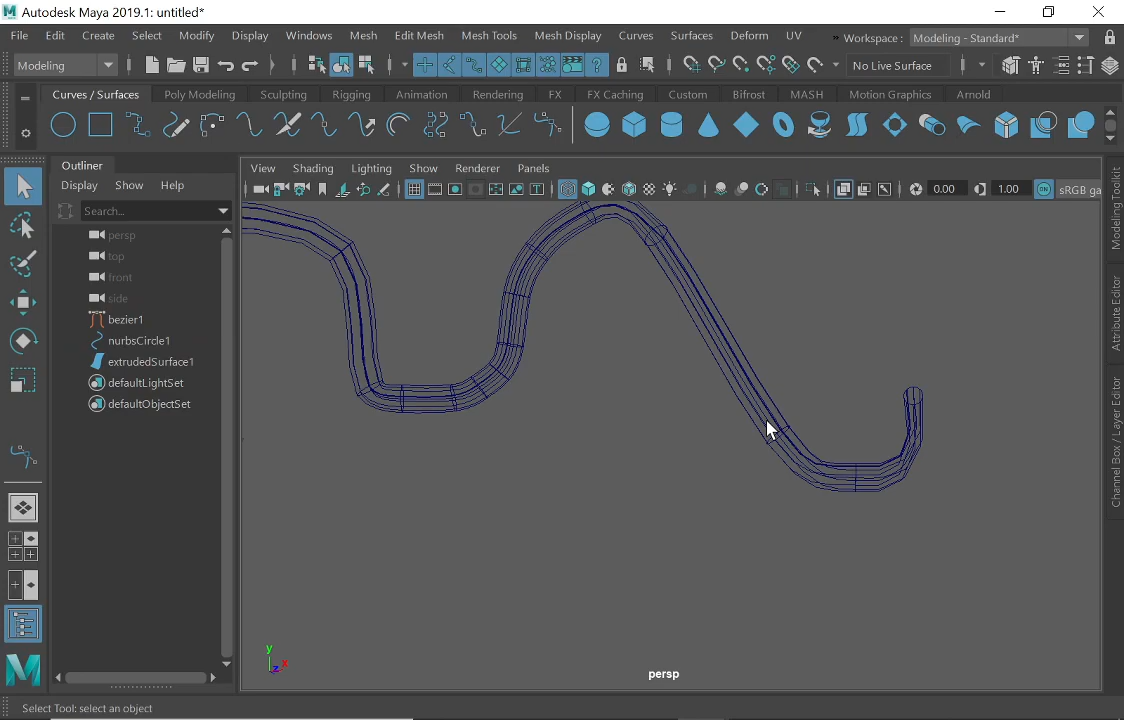 Autodesk Maya 2019.1: untitled*
File Edit Create Select Modify Display Windows Mesh Edit Mesh Mesh Tools Mesh Display Curves Surfaces Deform UV » Workspace : Modeling - Standard*
Modeling No Live Surface
Curves / Surfaces Poly Modeling Sculpting Rigging Animation Rendering FX FX Caching Custom Bifrost MASH Motion Graphics Arnold
Outliner
Display Show Help
Search...
persp
top
front
side
bezier1
nurbsCircle1
extrudedSurface1
defaultLightSet
defaultObjectSet
View Shading Lighting Show Renderer Panels
0.00 1.00 ON sRGB ga
Modeling Toolkit
Attribute Editor
Channel Box / Layer Editor
y
z x
persp
Select Tool: select an object